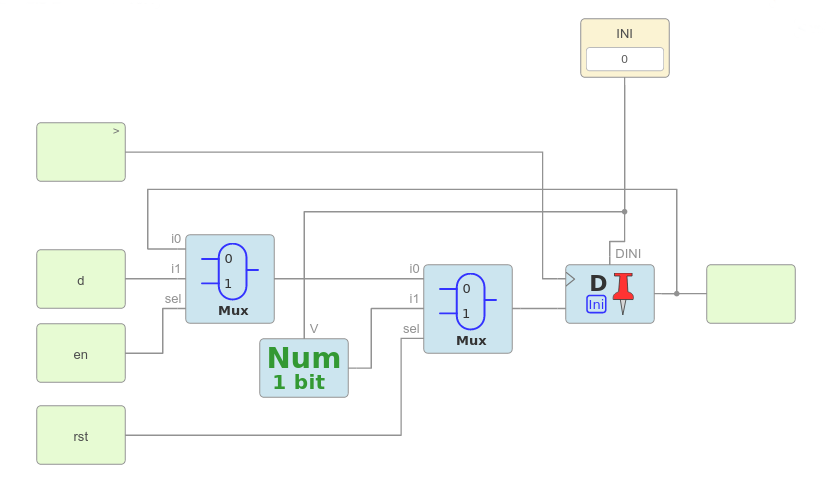 INI
0
>
i0
0
i1
d
1
sel
Mux
en
rst
V
Num
1 bit
i0
0
i1
1
sel
Mux
DINI
D
Ini